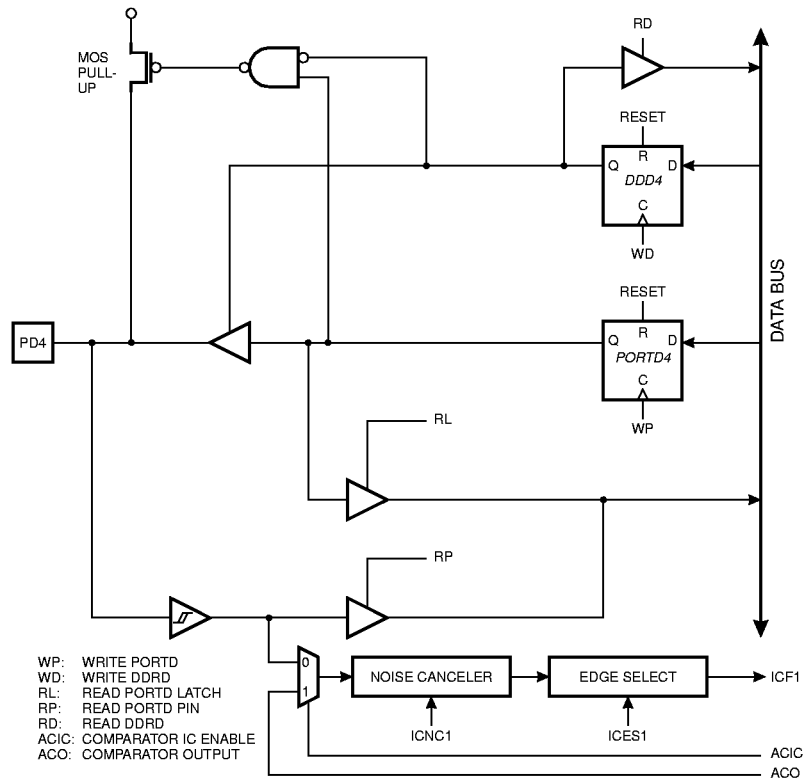 MOS
PULL-
UP
RD
RESET
R
Q
D
DDD4
C
WD
DATA BUS
RESET
R
PD4
Q
D
PORTD4
C
WP
RL
RP
0
1
NOISE CANCELER
EDGE SELECT
ICF1
ICNC1
ICES1
ACIC
ACO
WP: WRITE PORTD
WD: WRITE DDRD
RL: READ PORTD LATCH
RP: READ PORTD PIN
RD: READ DDRD
ACIC: COMPARATOR IC ENABLE
ACO: COMPARATOR OUTPUT